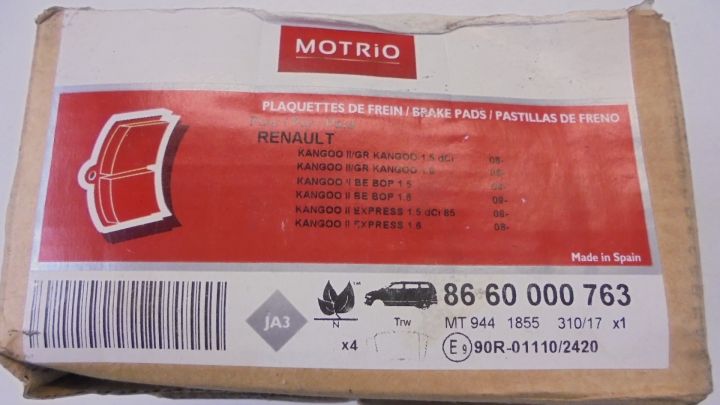 MOTRiO
PLAQUETTES DE FREIN / BRAKE PADS / PASTILLAS DE FRENO
RENAULT
KANGOO II/GR KANGOO 1.5 dCi 08-
KANGOO II/GR KANGOO 1.6 08-
KANGOO II BE BOP 1.5 08-
KANGOO II BE BOP 1.6 08-
KANGOO II EXPRESS 1.5 dCi 85 08-
KANGOO II EXPRESS 1.6 08-
Made in Spain
JA3
N
TM
x4
Trw
86 60 000 763
MT 944 1855 310/17 x1
E9 90R-01110/2420